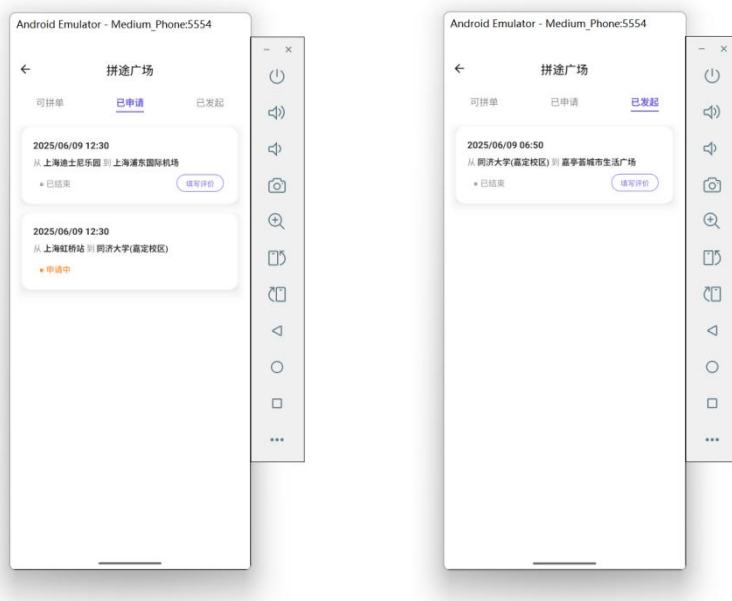 Android Emulator - Medium_Phone:5554
拼途广场
可拼单 已申请 已发起
2025/06/09 12:30
从 上海迪士尼乐园 到 上海浦东国际机场
已结束 填写评价
2025/06/09 12:30
从 上海虹桥站 到 同济大学(嘉定校区)
申请中
Android Emulator - Medium_Phone:5554
拼途广场
可拼单 已申请 已发起
2025/06/09 06:50
从 同济大学(嘉定校区) 到 嘉亭荟城市生活广场
已结束 填写评价